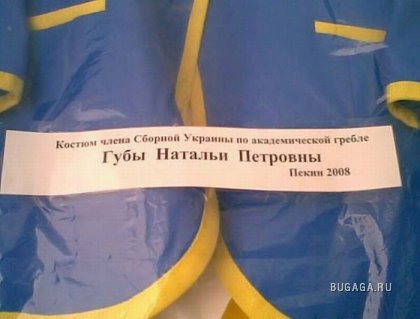 Костюм члена Сборной Украины по академической гребле
Губы Натальи Петровны
Пекин 2008
BUGAGA.RU